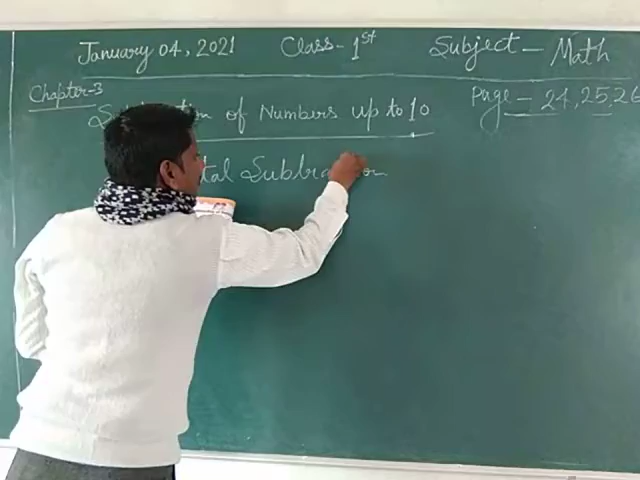 January 04, 2021 Class- 1st Subject - Math
Chapter-3
of Numbers up to 10 Page - 24, 25, 26